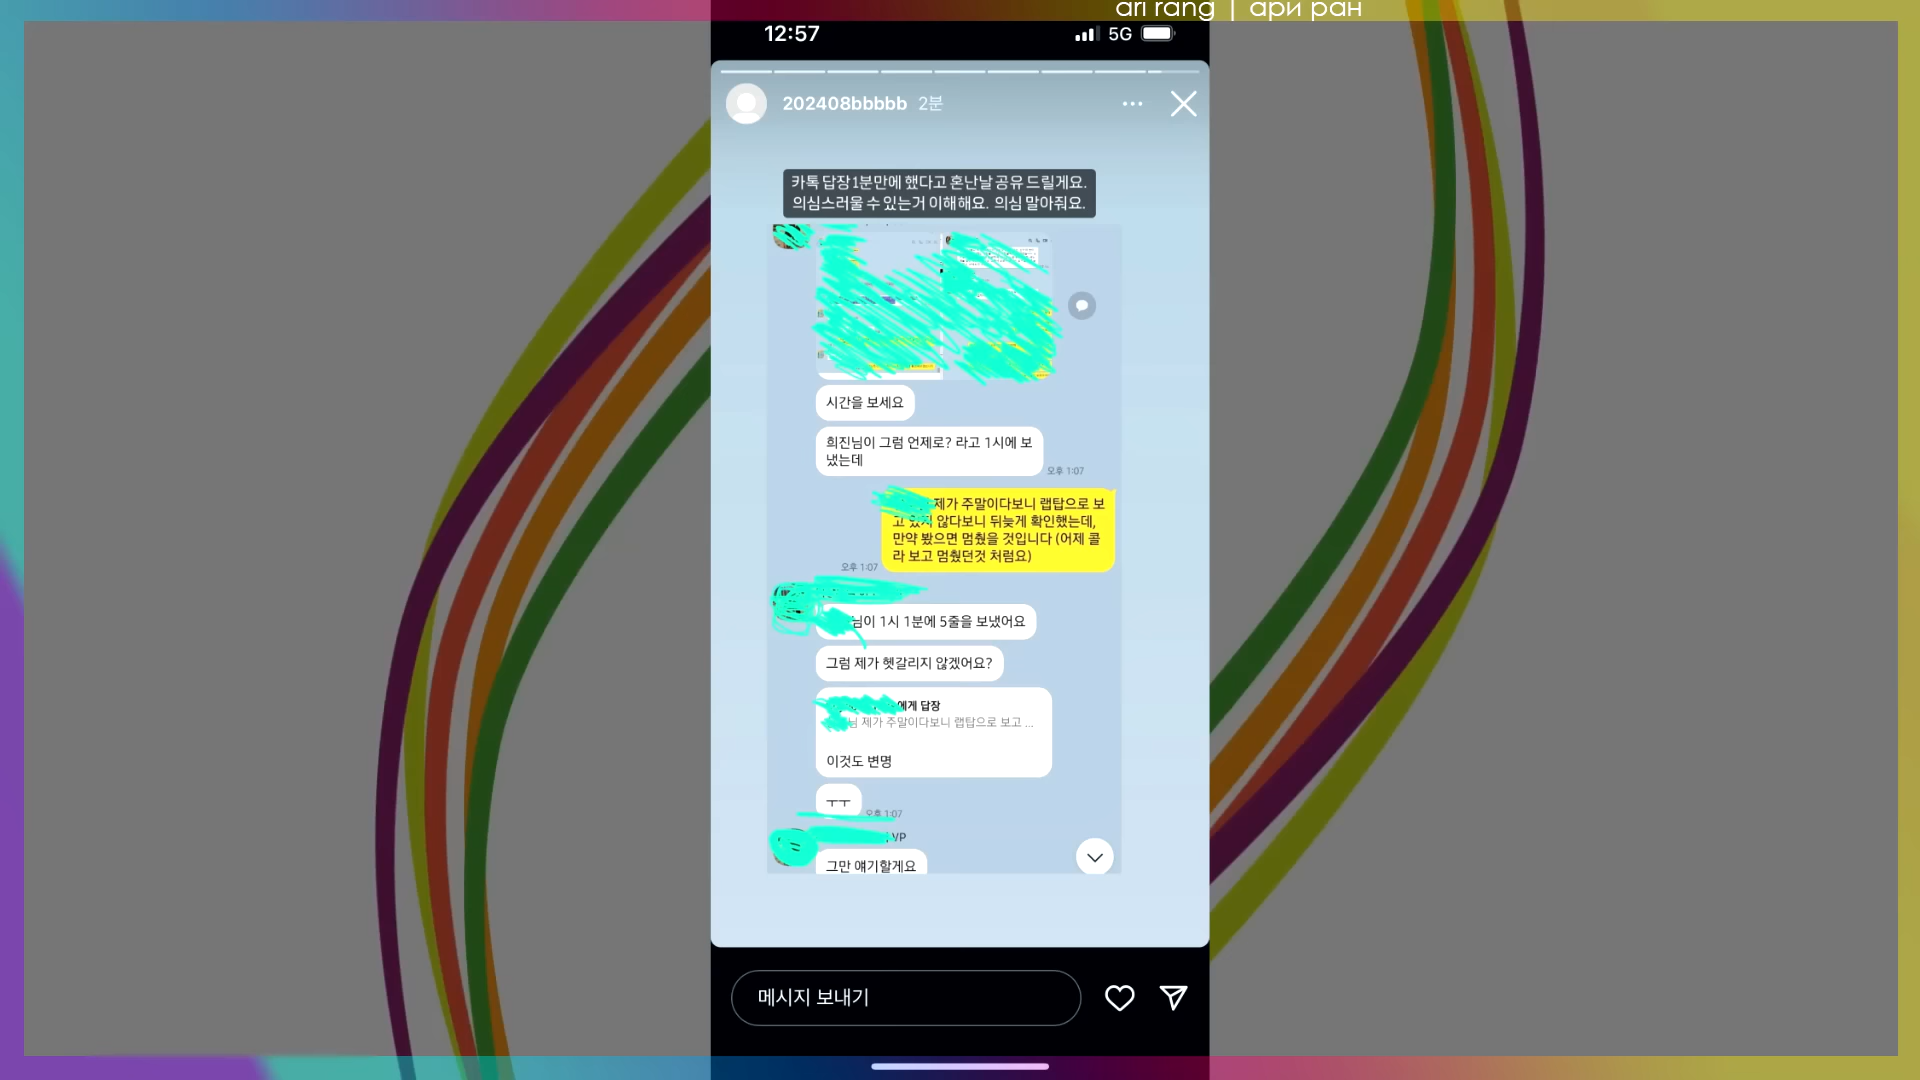 ari rang | ари ран
12:57
5G
202408bbbbb 2분
카톡 답장 1분만에 했다고 혼난날 공유 드릴게요.
의심스러울 수 있는거 이해해요. 의심 말아줘요.
시간을 보세요
희진님이 그럼 언제로? 라고 1시에 보
냈는데
오후 1:07
제가 주말이다보니 랩탑으로 보
고 있지 않다보니 뒤늦게 확인했는데,
만약 봤으면 멈췄을 것입니다 (어제 콜
라 보고 멈췄던것 처럼요)
오후 1:07
님이 1시 1분에 5줄을 보냈어요
그럼 제가 헷갈리지 않겠어요?
에게 답장
님 제가 주말이다보니 랩탑으로 보고 ...
이것도 변명
ㅜㅜ
오후 1:07
VP
그만 얘기할게요
메시지 보내기